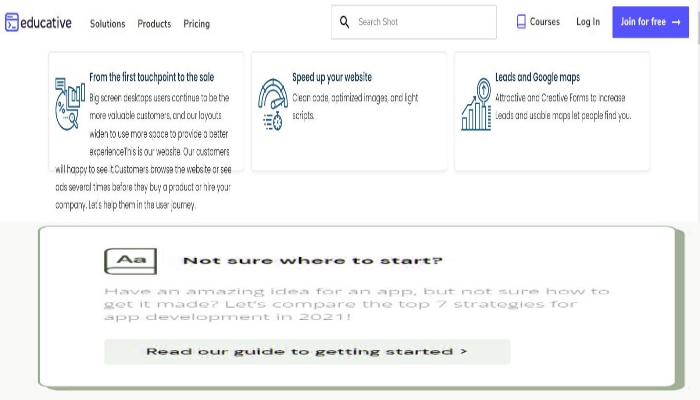 educative
Solutions Products Pricing
Search Shot
Courses
Log In
Join for free →
From the first touchpoint to the sale
Big screen desktops users continue to be the
more valuable customers, and our layouts
widen to use more space to provide a better
experienceThis is our website. Our customers
will happy to see it.Customers browse the website or see
ads several times before they buy a product or hire your
company. Let's help them in the user journey.
Speed up your website
Clean code, optimized images, and light
scripts.
Leads and Google maps
Attractive and Creative Forms to Increase
Leads and usable maps let people find you.
Aa
Not sure where to start?
Have an amazing idea for an app, but not sure how to
get it made? Let's compare the top 7 strategies for
app development in 2021!
Read our guide to getting started >